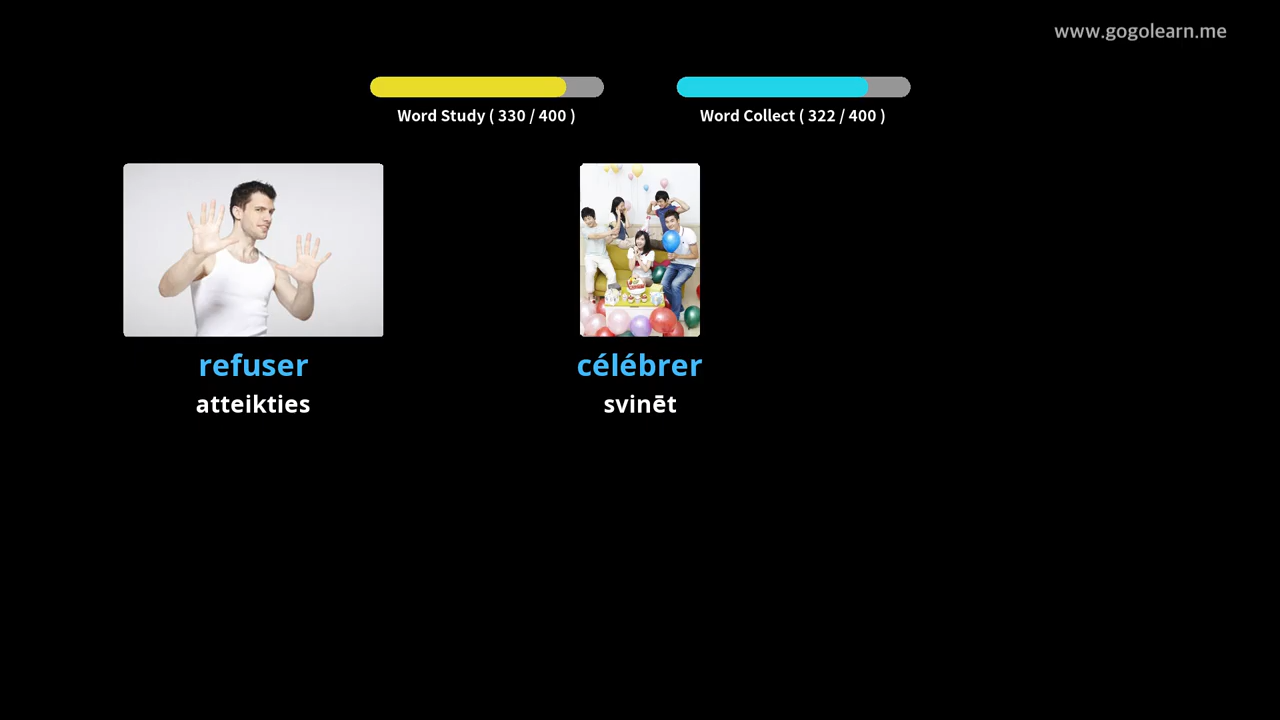 www.gogolearn.me
Word Study ( 330 / 400 )
Word Collect ( 322 / 400 )
refuser
atteikties
célébrer
svinēt